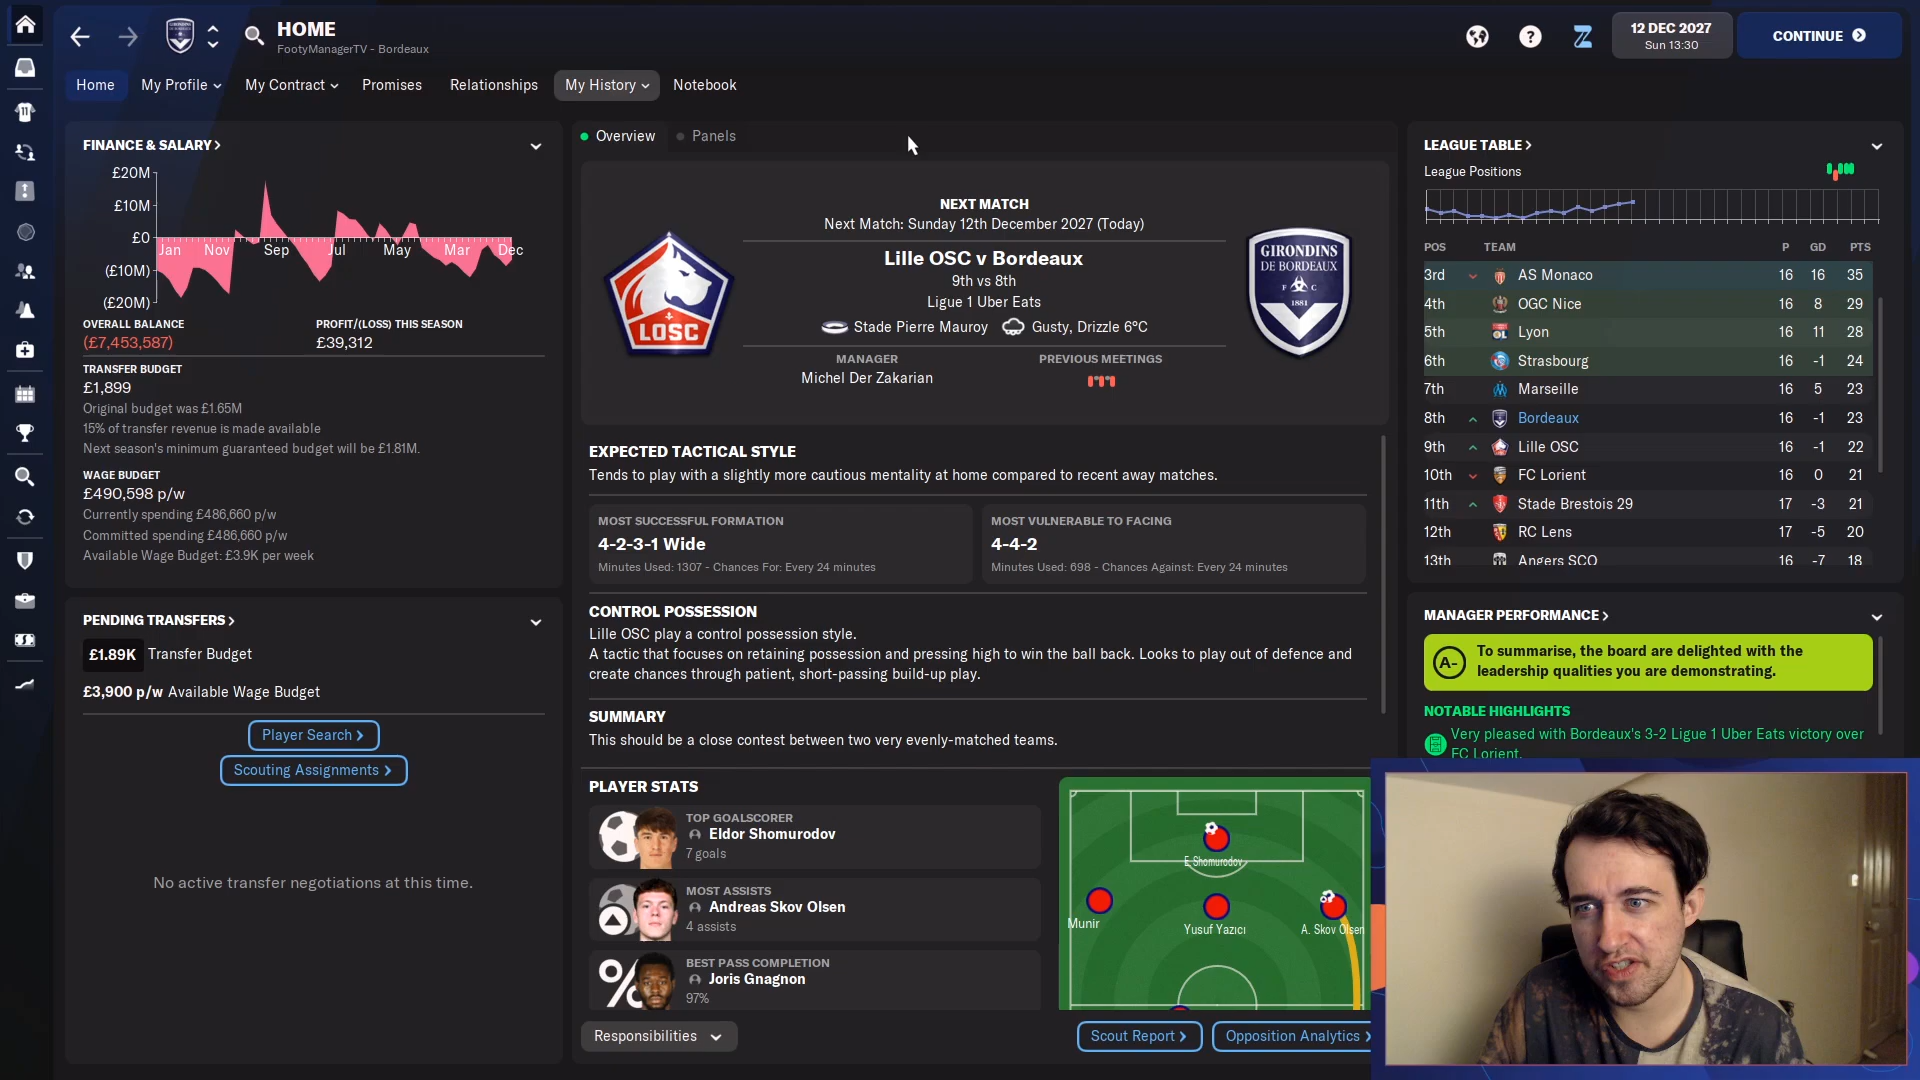 HOME
FootyManagerTV - Bordeaux
12 DEC 2027
Sun 13:30
CONTINUE
Home
My Profile
My Contract
Promises
Relationships
My History
Notebook
FINANCE & SALARY
£20M
£10M
£0
(£10M)
(£20M)
Jan
Nov
Sep
Jul
May
Mar
Dec
OVERALL BALANCE
(£7,453,587)
PROFIT/(LOSS) THIS SEASON
£39,312
TRANSFER BUDGET
£1,899
Original budget was £1.65M
15% of transfer revenue is made available
Next season's minimum guaranteed budget will be £1.81M.
WAGE BUDGET
£490,598 p/w
Currently spending £486,660 p/w
Committed spending £486,660 p/w
Available Wage Budget: £3.9K per week
PENDING TRANSFERS
£1.89K Transfer Budget
£3,900 p/w Available Wage Budget
Player Search
Scouting Assignments
No active transfer negotiations at this time.
Overview
Panels
NEXT MATCH
Next Match: Sunday 12th December 2027 (Today)
Lille OSC v Bordeaux
9th vs 8th
Ligue 1 Uber Eats
Stade Pierre Mauroy
Gusty, Drizzle 6°C
MANAGER
Michel Der Zakarian
PREVIOUS MEETINGS
LOSC
GIRONDINS
DE BORDEAUX
F C
1881
EXPECTED TACTICAL STYLE
Tends to play with a slightly more cautious mentality at home compared to recent away matches.
MOST SUCCESSFUL FORMATION
4-2-3-1 Wide
Minutes Used: 1307 - Chances For: Every 24 minutes
MOST VULNERABLE TO FACING
4-4-2
Minutes Used: 698 - Chances Against: Every 24 minutes
CONTROL POSSESSION
Lille OSC play a control possession style.
A tactic that focuses on retaining possession and pressing high to win the ball back. Looks to play out of defence and
create chances through patient, short-passing build-up play.
SUMMARY
This should be a close contest between two very evenly-matched teams.
PLAYER STATS
TOP GOALSCORER
Eldor Shomurodov
7 goals
MOST ASSISTS
Andreas Skov Olsen
4 assists
BEST PASS COMPLETION
Joris Gnagnon
97%
E. Shomurodov
Munir
Yusuf Yazıcı
A. Skov Olsen
Responsibilities
Scout Report
Opposition Analytics
LEAGUE TABLE
League Positions
POS TEAM P GD PTS
3rd AS Monaco 16 16 35
4th OGC Nice 16 8 29
5th Lyon 16 11 28
6th Strasbourg 16 -1 24
7th Marseille 16 5 23
8th Bordeaux 16 -1 23
9th Lille OSC 16 -1 22
10th FC Lorient 16 0 21
11th Stade Brestois 29 17 -3 21
12th RC Lens 17 -5 20
13th Angers SCO 16 -7 18
MANAGER PERFORMANCE
A-
To summarise, the board are delighted with the
leadership qualities you are demonstrating.
NOTABLE HIGHLIGHTS
Very pleased with Bordeaux's 3-2 Ligue 1 Uber Eats victory over
FC Lorient.